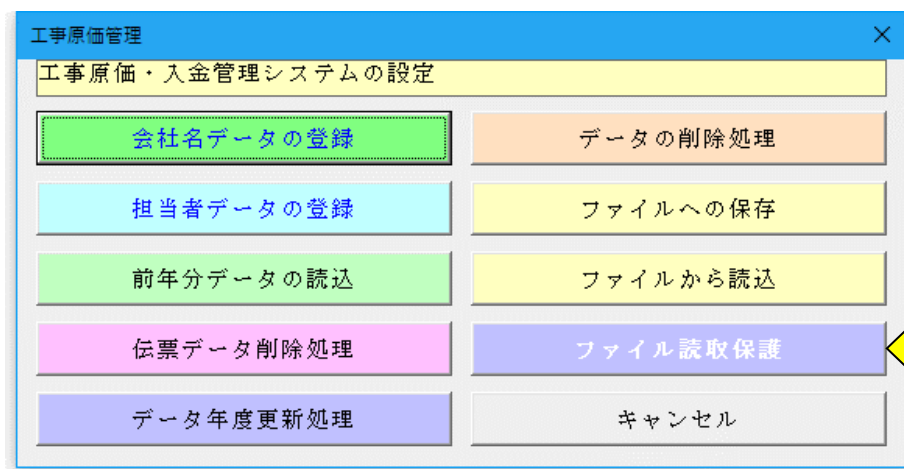 工事原価管理
工事原価・入金管理システムの設定
会社名データの登録
データの削除処理
担当者データの登録
ファイルへの保存
前年分データの読込
ファイルから読込
伝票データ削除処理
ファイル読取保護
データ年度更新処理
キャンセル